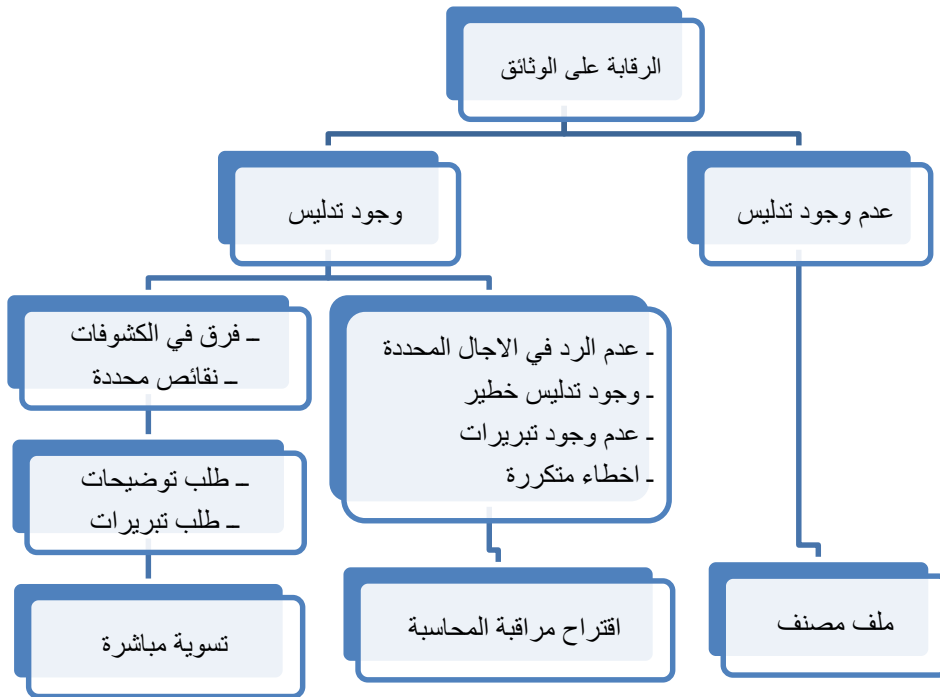 الرقابة على الوثائق
عدم وجود تدليس
وجود تدليس
- عدم الرد في الاجال المحددة
- وجود تدليس خطير
- عدم وجود تبريرات
- اخطاء متكررة
– فرق في الكشوفات
– نقائص محددة
– طلب توضيحات
– طلب تبريرات
ملف مصنف
اقتراح مراقبة المحاسبة
تسوية مباشرة